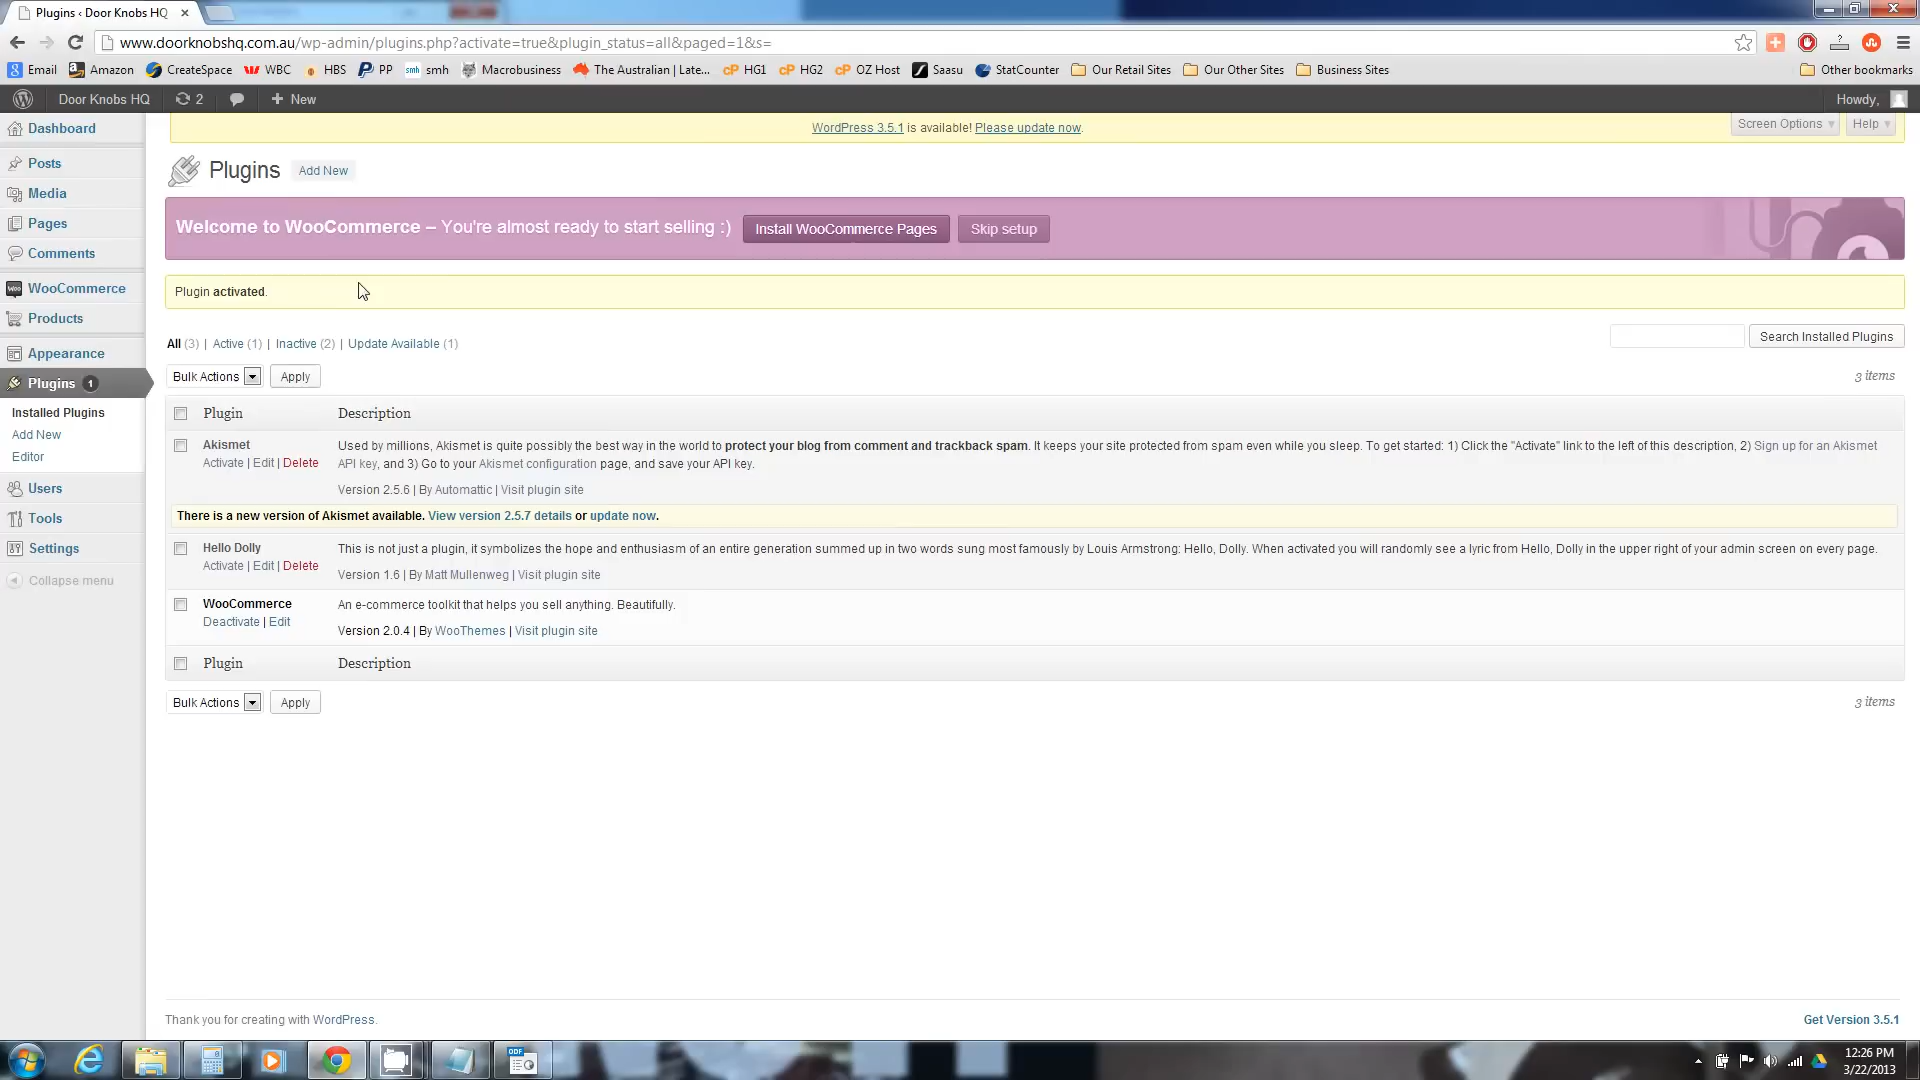 Plugins ‹ Door Knobs HQ
www.doorknobshq.com.au/wp-admin/plugins.php?activate=true&plugin_status=all&paged=1&s=
Email Amazon CreateSpace WBC HBS PP smh Macrobusiness The Australian | Late... HG1 HG2 OZ Host Saasu StatCounter Our Retail Sites Our Other Sites Business Sites Other bookmarks
Door Knobs HQ 2 + New Howdy,
WordPress 3.5.1 is available! Please update now.
Screen Options Help
Dashboard
Posts
Media
Pages
Comments
WooCommerce
Products
Appearance
Plugins 1
Installed Plugins
Add New
Editor
Users
Tools
Settings
Collapse menu
Plugins Add New
Welcome to WooCommerce – You're almost ready to start selling :) Install WooCommerce Pages Skip setup
Plugin activated.
All (3) | Active (1) | Inactive (2) | Update Available (1)
Search Installed Plugins
Bulk Actions Apply 3 items
Plugin Description
Akismet
Activate | Edit | Delete
Used by millions, Akismet is quite possibly the best way in the world to protect your blog from comment and trackback spam. It keeps your site protected from spam even while you sleep. To get started: 1) Click the "Activate" link to the left of this description, 2) Sign up for an Akismet
API key, and 3) Go to your Akismet configuration page, and save your API key.
Version 2.5.6 | By Automattic | Visit plugin site
There is a new version of Akismet available. View version 2.5.7 details or update now.
Hello Dolly
Activate | Edit | Delete
This is not just a plugin, it symbolizes the hope and enthusiasm of an entire generation summed up in two words sung most famously by Louis Armstrong: Hello, Dolly. When activated you will randomly see a lyric from Hello, Dolly in the upper right of your admin screen on every page.
Version 1.6 | By Matt Mullenweg | Visit plugin site
WooCommerce
Deactivate | Edit
An e-commerce toolkit that helps you sell anything. Beautifully.
Version 2.0.4 | By WooThemes | Visit plugin site
Plugin Description
Bulk Actions Apply 3 items
Thank you for creating with WordPress.
Get Version 3.5.1
12:26 PM
3/22/2013